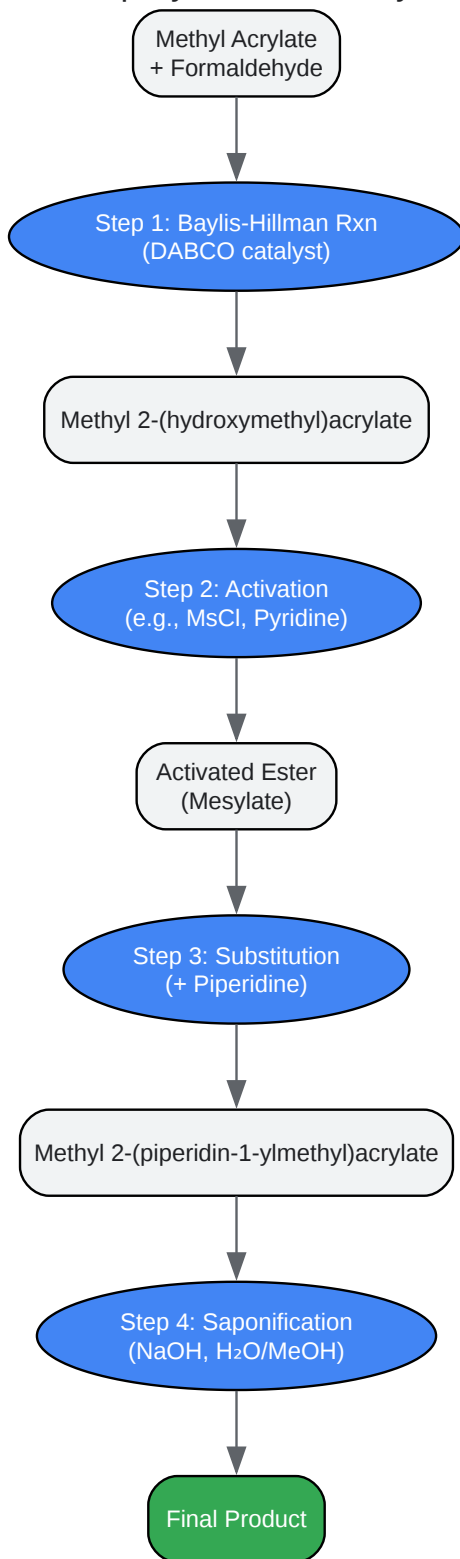 Methyl Acrylate
+ Formaldehyde
Step 1: Baylis-Hillman Rxn
(DABCO catalyst)
Methyl 2-(hydroxymethyl)acrylate
Step 2: Activation
(e.g., MsCl, Pyridine)
Activated Ester
(Mesylate)
Step 3: Substitution
(+ Piperidine)
Methyl 2-(piperidin-1-ylmethyl)acrylate
Step 4: Saponification
(NaOH, H₂O/MeOH)
Final Product